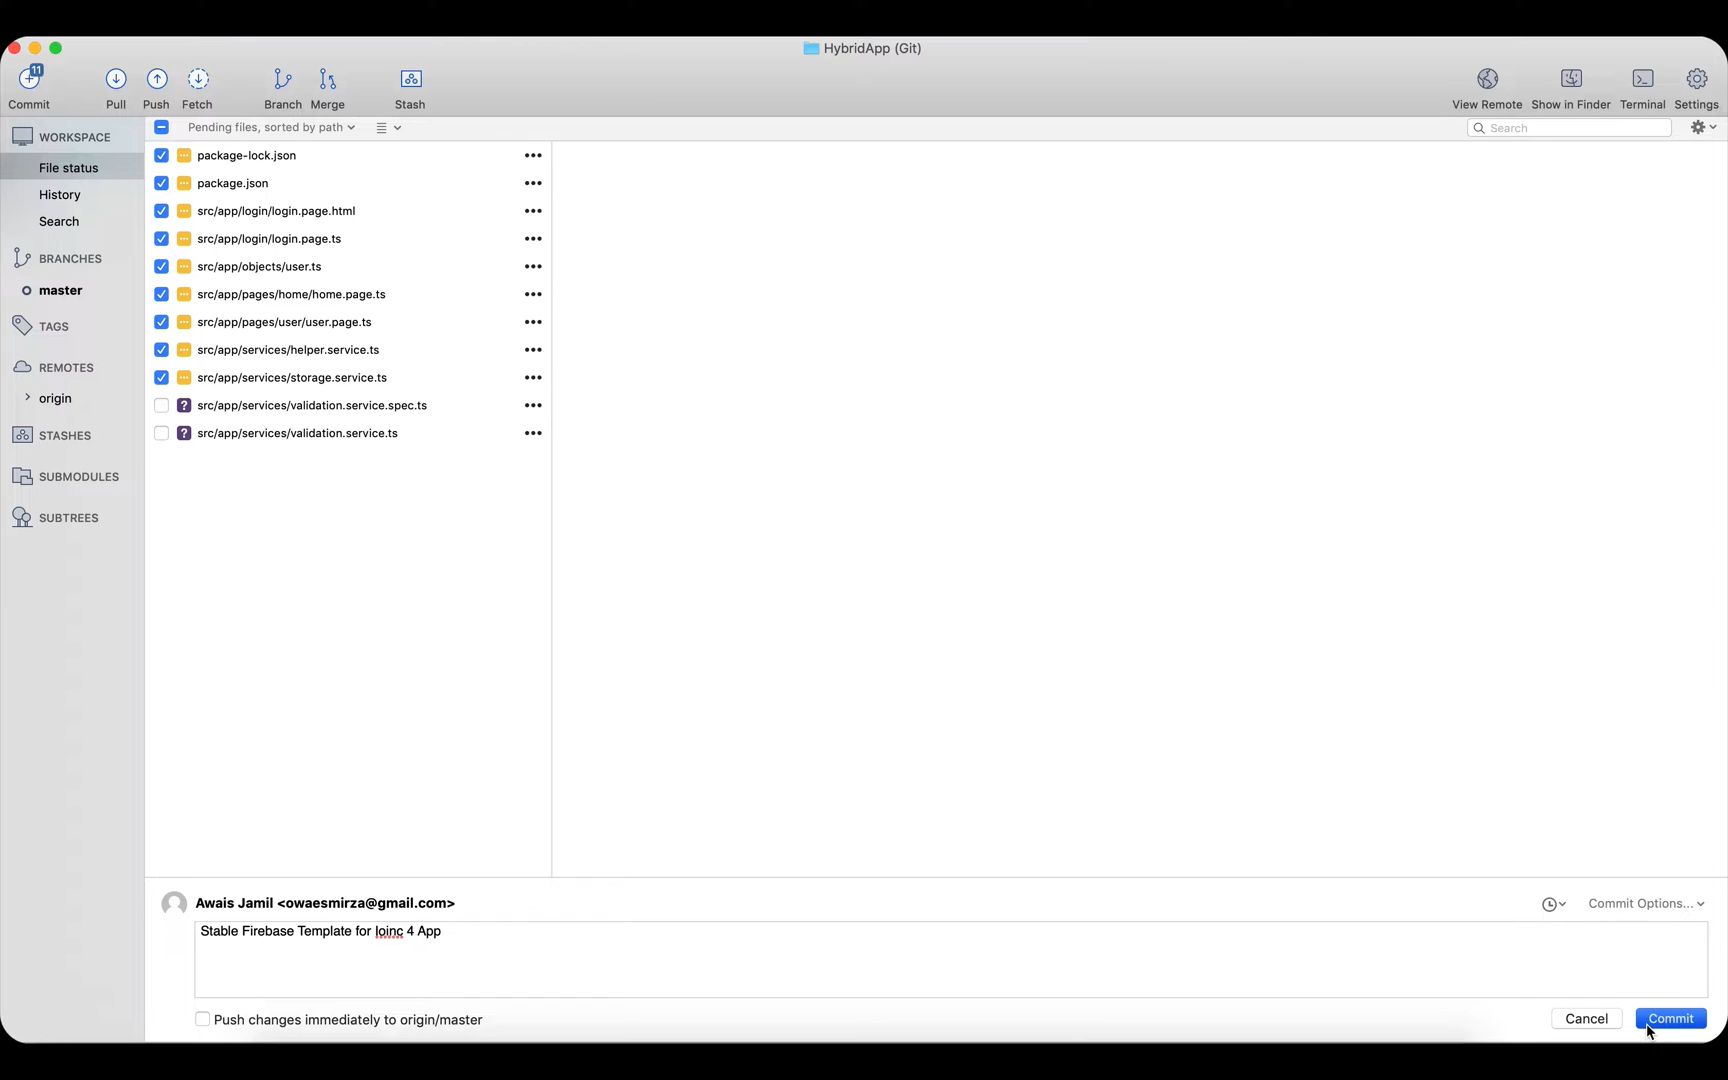 HybridApp (Git)
11
Commit
Pull
Push
Fetch
Branch
Merge
Stash
View Remote
Show in Finder
Terminal
Settings
WORKSPACE
File status
History
Search
BRANCHES
master
TAGS
REMOTES
origin
STASHES
SUBMODULES
SUBTREES
Pending files, sorted by path
Search
package-lock.json
package.json
src/app/login/login.page.html
src/app/login/login.page.ts
src/app/objects/user.ts
src/app/pages/home/home.page.ts
src/app/pages/user/user.page.ts
src/app/services/helper.service.ts
src/app/services/storage.service.ts
? src/app/services/validation.service.spec.ts
? src/app/services/validation.service.ts
Awais Jamil <owaesmirza@gmail.com>
Commit Options...
Stable Firebase Template for Ioinc 4 App
Push changes immediately to origin/master
Cancel
Commit